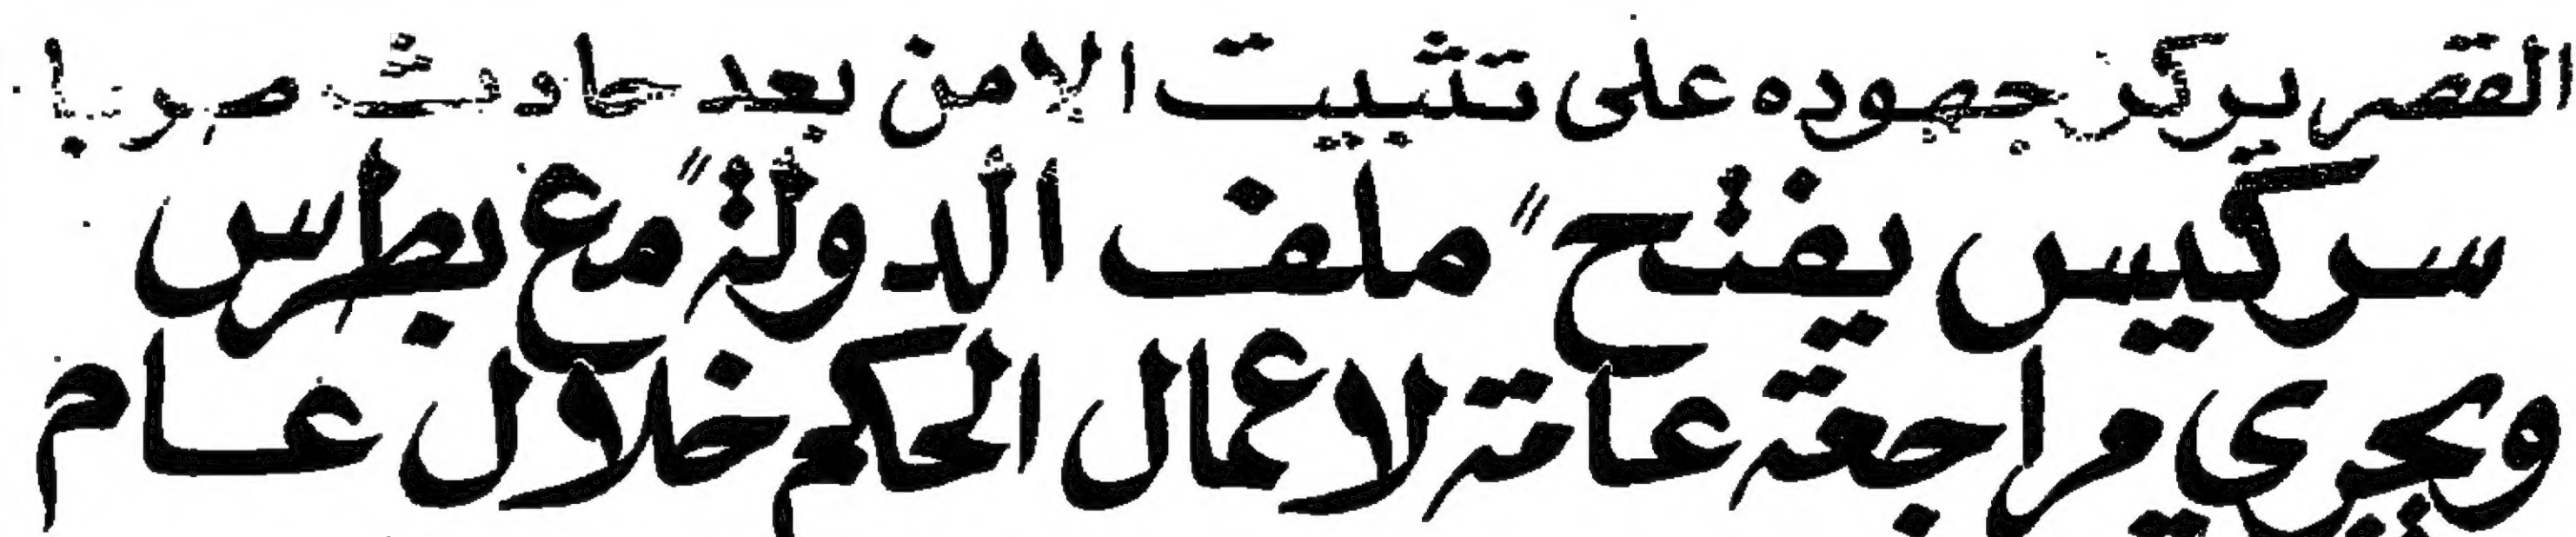 القصر يركز جهوده على تثبيت الامن بعد حادث صربا
سركيس يفتح "ملف الدولة" مع بطرس
ويجري مراجعة عامة لاعمال الحكم خلال عام